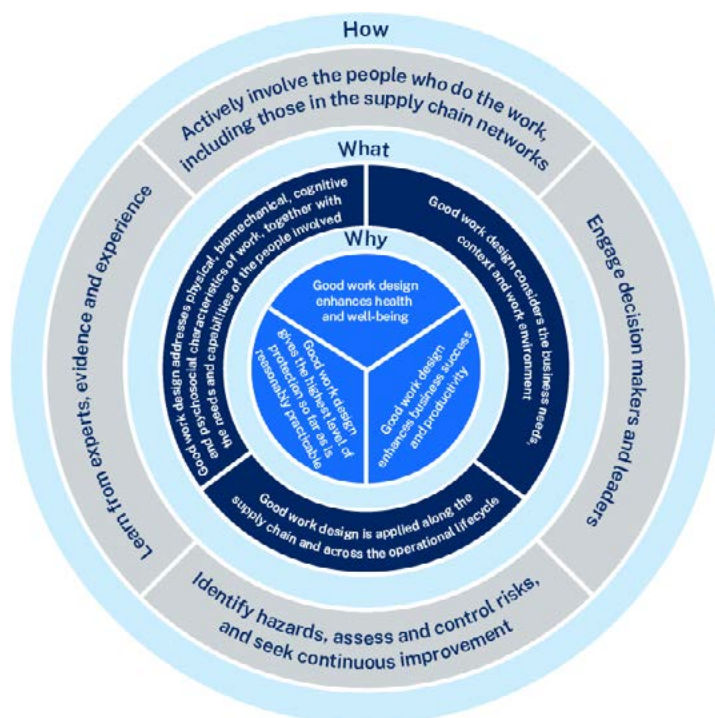 How
Actively involve the people who do the work,
including those in the supply chain networks
Engage decision makers and leaders
Identify hazards, assess and control risks,
and seek continuous improvement
Learn from experts, evidence and experience
What
Good work design addresses physical, biomechanical, cognitive
and psychosocial characteristics of work, together with
the needs and capabilities of the people involved
Good work design considers the business needs,
context and work environment
Good work design is applied along the
supply chain and across the operational lifecycle
Why
Good work design
enhances health
and well-being
Good work design
gives the highest level of
protection so far as is
reasonably practicable
Good work design
enhances business success
and productivity